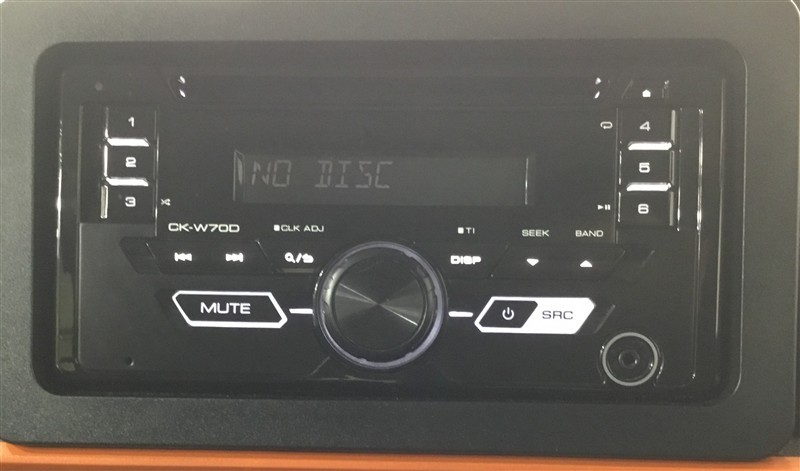 1
4
2
5
NO DISC
3
6
CK-W70D
CLK ADJ
TI
SEEK
BAND
DISP
MUTE
SRC